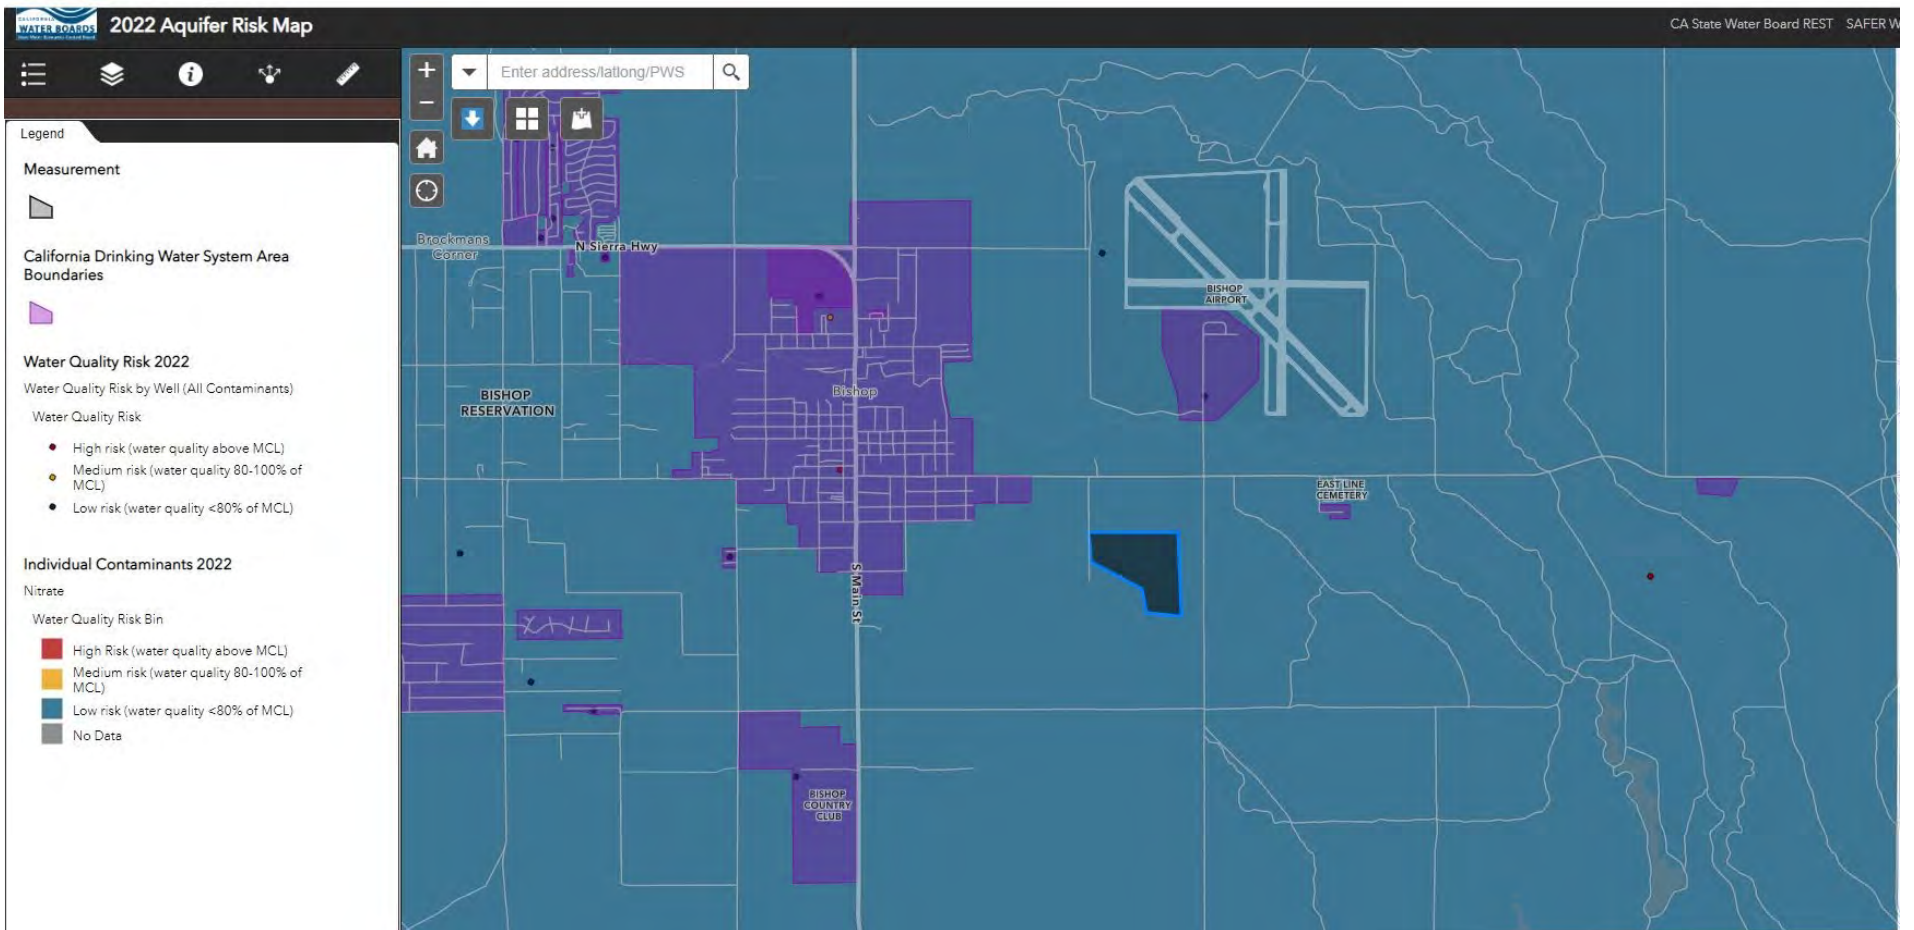 CALIFORNIA
WATER BOARDS
2022 Aquifer Risk Map
CA State Water Board REST SAFER W
Enter address/latlong/PWS
Legend
Measurement
California Drinking Water System Area
Boundaries
Water Quality Risk 2022
Water Quality Risk by Well (All Contaminants)
Water Quality Risk
High risk (water quality above MCL)
Medium risk (water quality 80-100% of
MCL)
Low risk (water quality <80% of MCL)
Individual Contaminants 2022
Nitrate
Water Quality Risk Bin
High Risk (water quality above MCL)
Medium risk (water quality 80-100% of
MCL)
Low risk (water quality <80% of MCL)
No Data
Brockmans
Corner
N Sierra Hwy
BISHOP
AIRPORT
BISHOP
RESERVATION
Bishop
EAST LINE
CEMETERY
S Main St
BISHOP
COUNTRY
CLUB